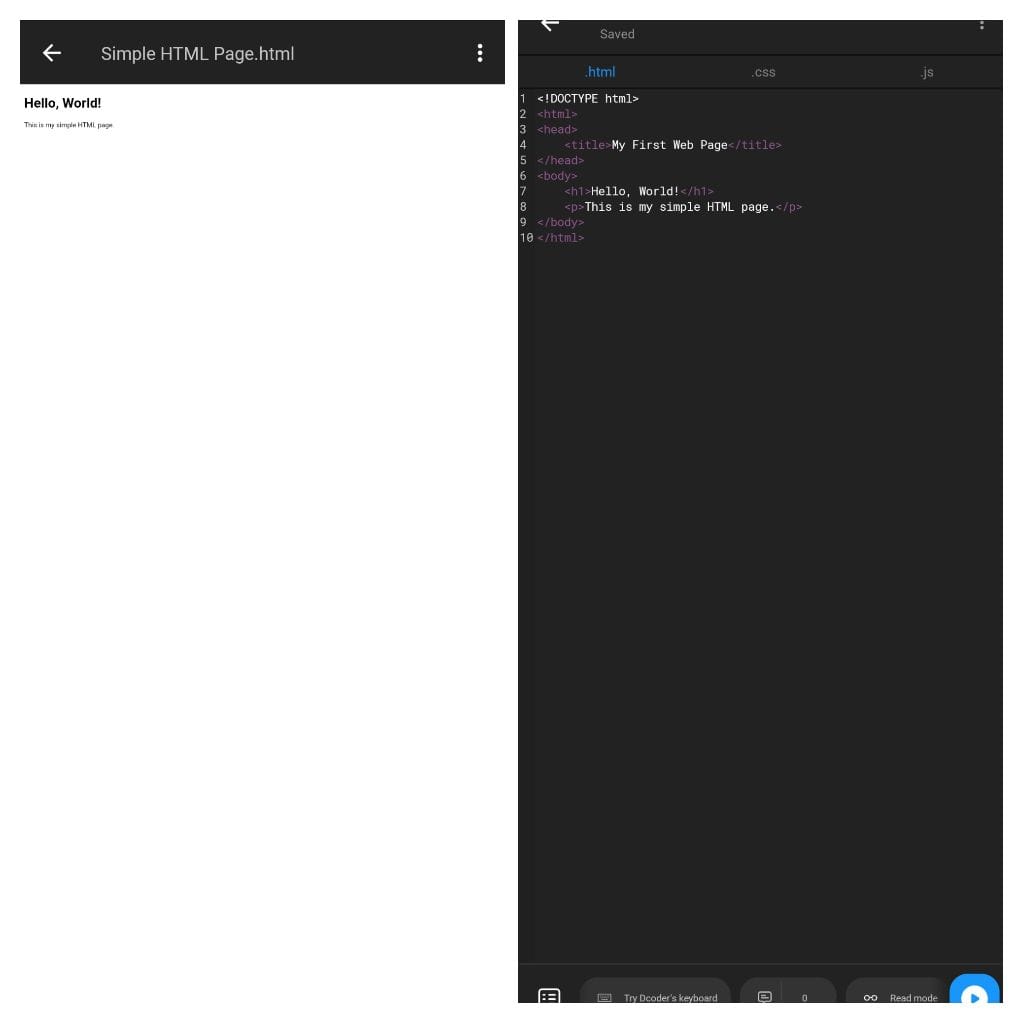 Simple HTML Page.html
Hello, World!
This is my simple HTML page.
Saved
.html .css .js
1 <!DOCTYPE html>
2 <html>
3 <head>
4     <title>My First Web Page</title>
5 </head>
6 <body>
7     <h1>Hello, World!</h1>
8     <p>This is my simple HTML page.</p>
9 </body>
10 </html>
Try Dcoder's keyboard 0 Read mode